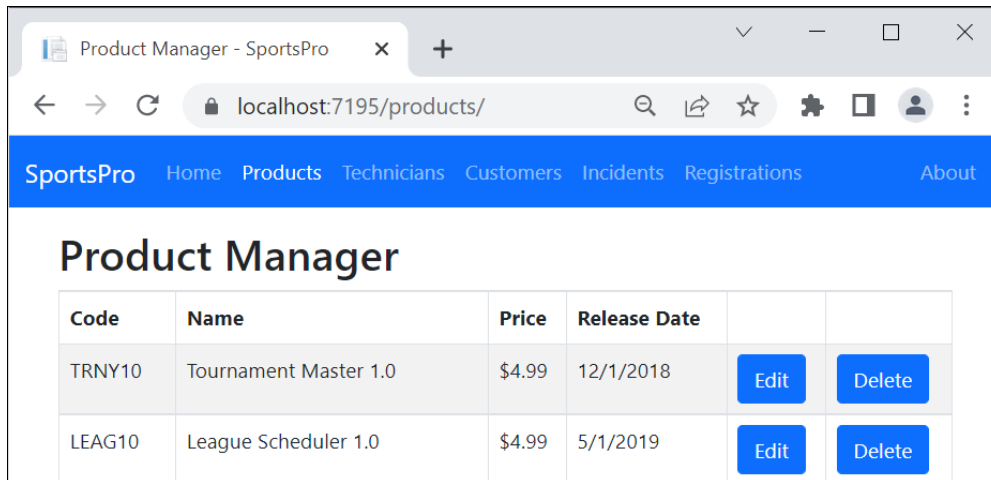 Product Manager - SportsPro
localhost:7195/products/
SportsPro Home Products Technicians Customers Incidents Registrations About
Product Manager
Code Name Price Release Date
TRNY10 Tournament Master 1.0 $4.99 12/1/2018 Edit Delete
LEAG10 League Scheduler 1.0 $4.99 5/1/2019 Edit Delete